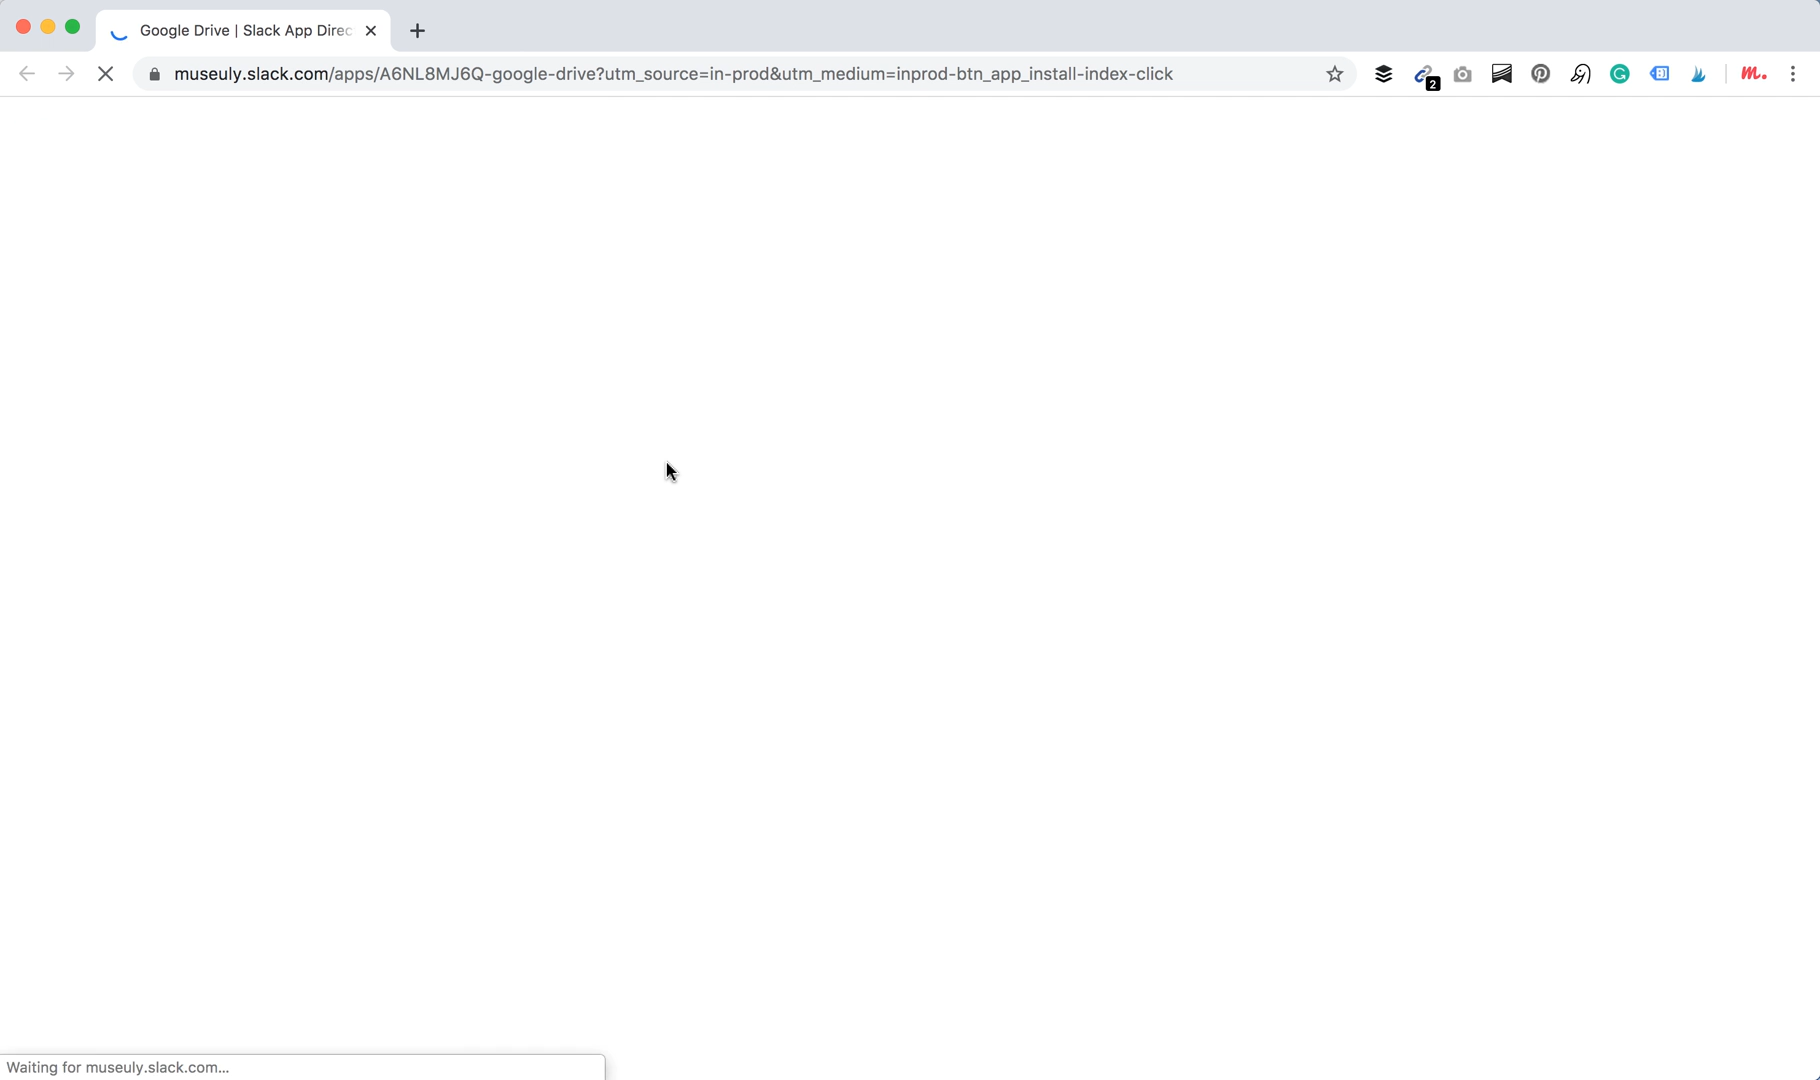 Google Drive | Slack App Direc
museuly.slack.com/apps/A6NL8MJ6Q-google-drive?utm_source=in-prod&utm_medium=inprod-btn_app_install-index-click
2
m.
Waiting for museuly.slack.com...